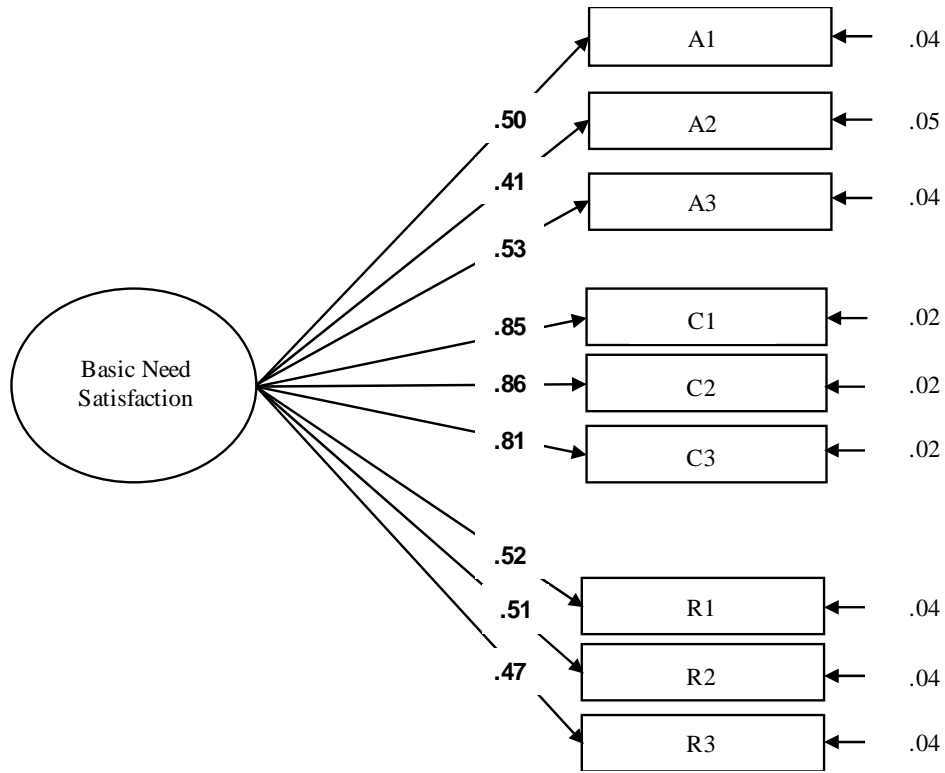 A1
.04
.50
A2
.05
.41
A3
.04
.53
.85
C1
.02
Basic Need
Satisfaction
.86
C2
.02
.81
C3
.02
.52
R1
.04
.51
R2
.04
.47
R3
.04